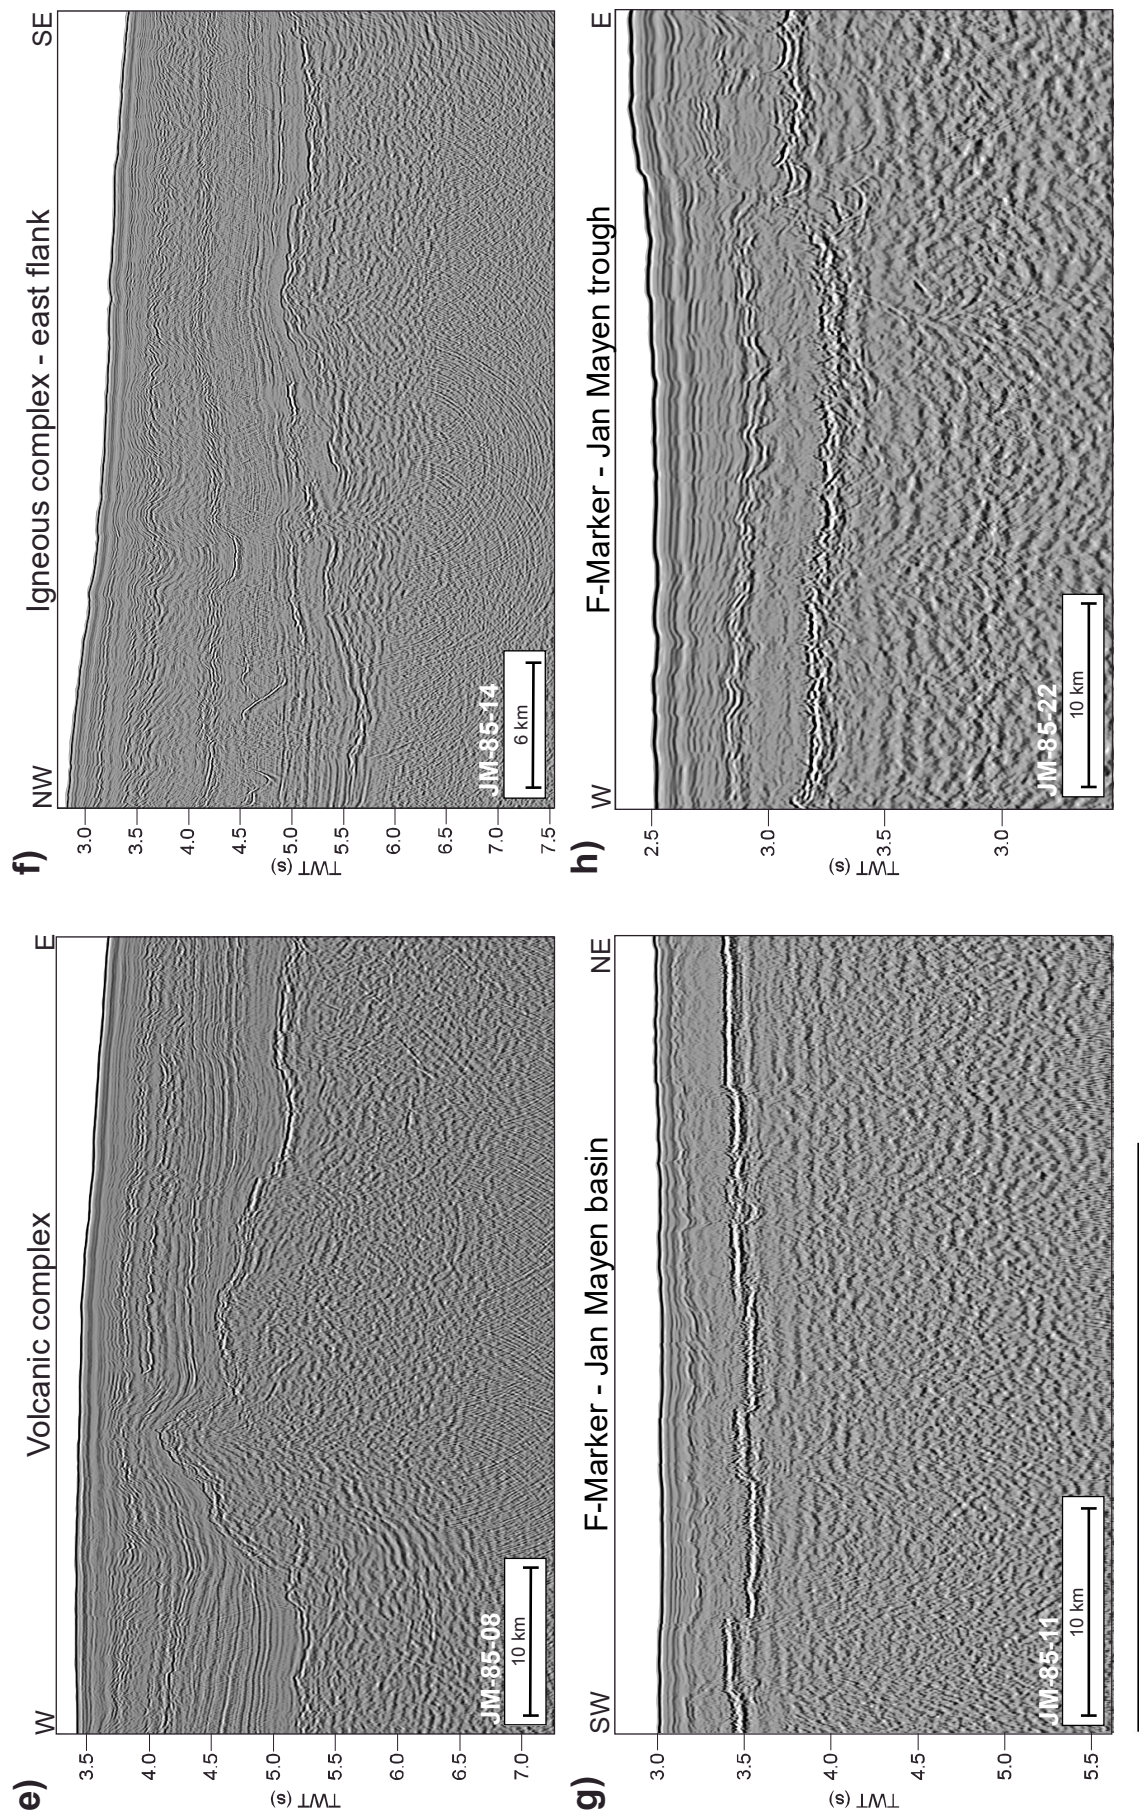 e)
Volcanic complex
W
E
3.5
4.0
4.5
5.0
5.5
6.0
6.5
7.0
TWT (s)
JM-85-08
10 km
f)
Igneous complex - east flank
NW
SE
3.0
3.5
4.0
4.5
5.0
5.5
6.0
6.5
7.0
7.5
TWT (s)
JM-85-14
6 km
g)
F-Marker - Jan Mayen basin
SW
NE
3.0
3.5
4.0
4.5
5.0
5.5
TWT (s)
JM-85-11
10 km
h)
F-Marker - Jan Mayen trough
W
E
2.5
3.0
3.5
3.0
TWT (s)
JM-85-22
10 km